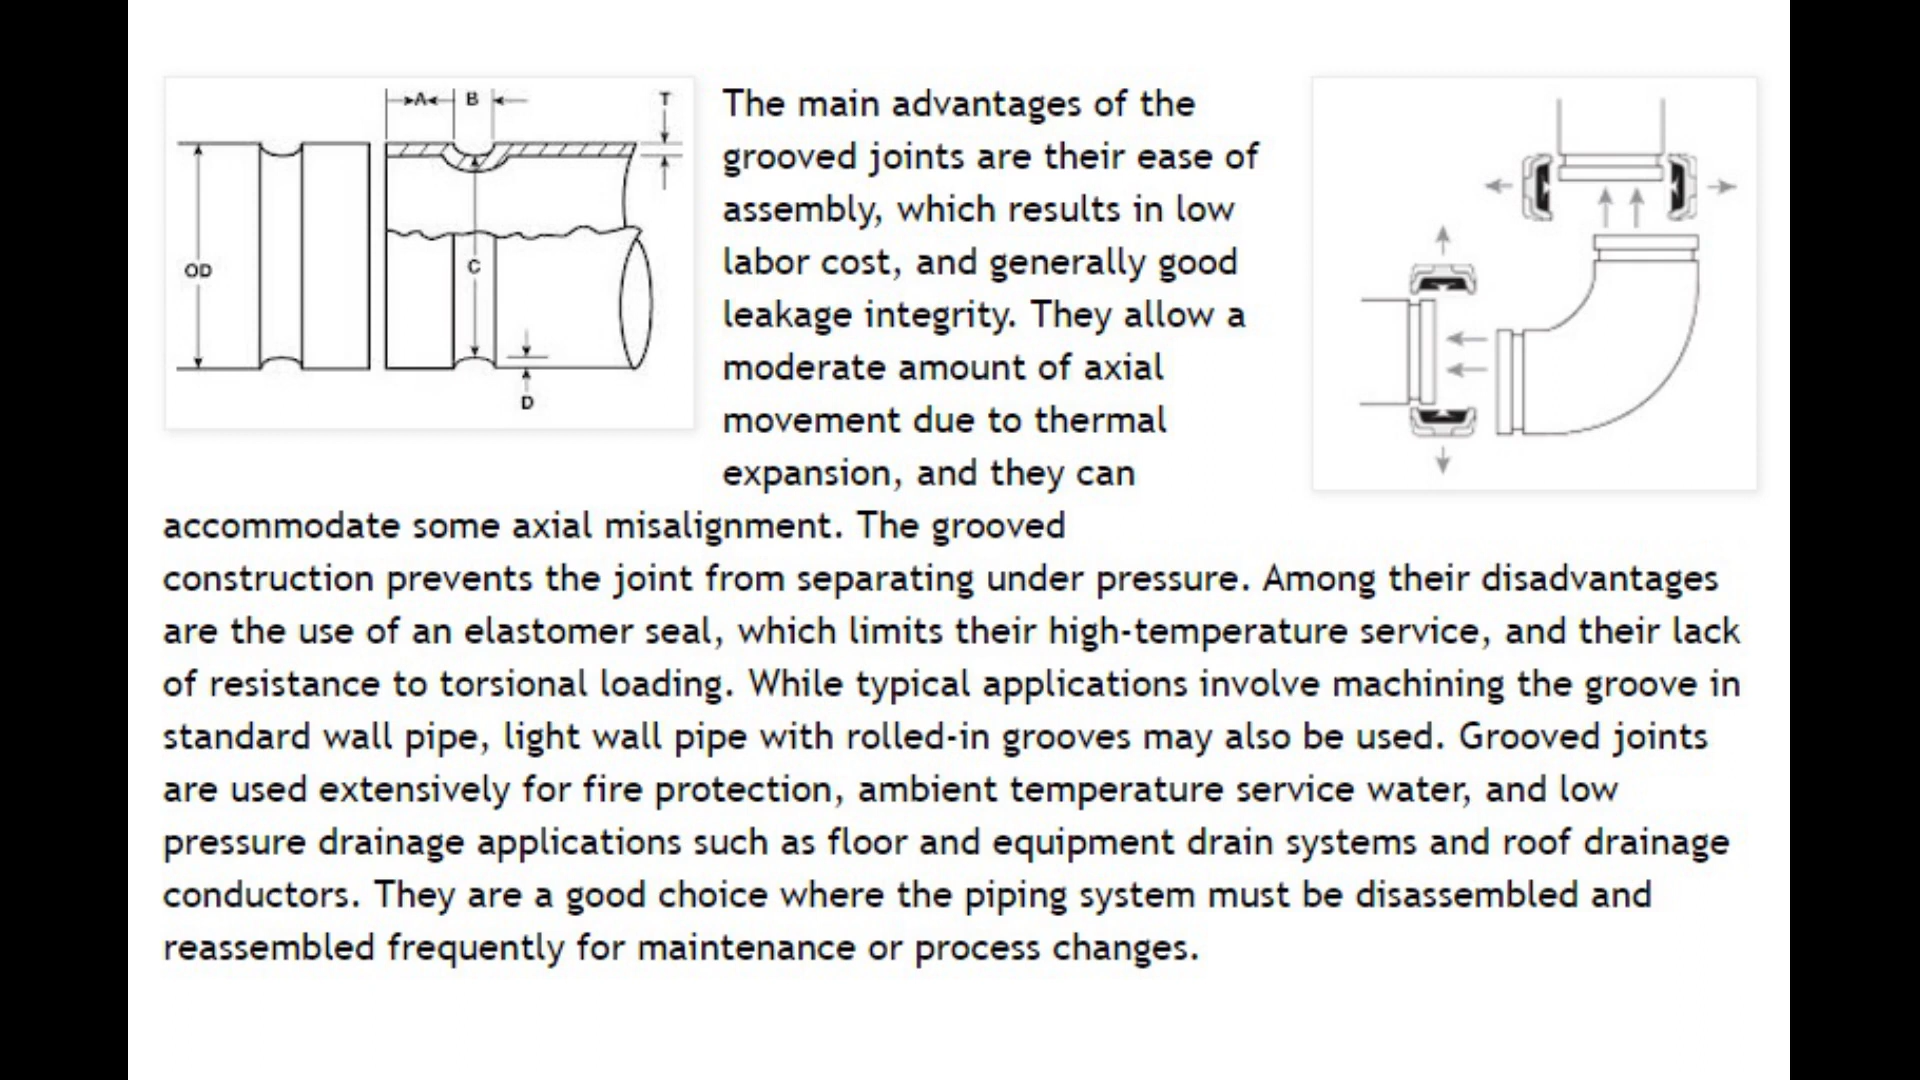 A B T
OD
C
D
The main advantages of the
grooved joints are their ease of
assembly, which results in low
labor cost, and generally good
leakage integrity. They allow a
moderate amount of axial
movement due to thermal
expansion, and they can
accommodate some axial misalignment. The grooved
construction prevents the joint from separating under pressure. Among their disadvantages
are the use of an elastomer seal, which limits their high-temperature service, and their lack
of resistance to torsional loading. While typical applications involve machining the groove in
standard wall pipe, light wall pipe with rolled-in grooves may also be used. Grooved joints
are used extensively for fire protection, ambient temperature service water, and low
pressure drainage applications such as floor and equipment drain systems and roof drainage
conductors. They are a good choice where the piping system must be disassembled and
reassembled frequently for maintenance or process changes.